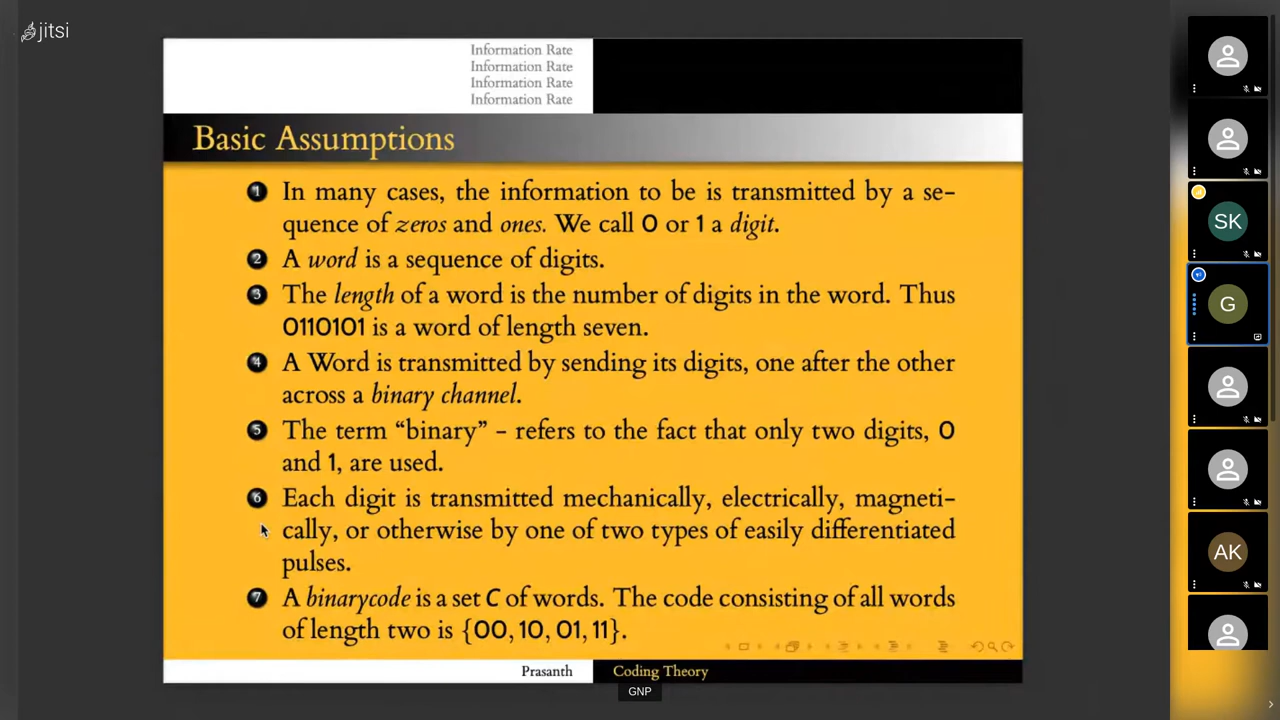 jitsi
Information Rate
Information Rate
Information Rate
Information Rate
Basic Assumptions
1 In many cases, the information to be is transmitted by a se-
quence of zeros and ones. We call 0 or 1 a digit.
2 A word is a sequence of digits.
3 The length of a word is the number of digits in the word. Thus
0110101 is a word of length seven.
4 A Word is transmitted by sending its digits, one after the other
across a binary channel.
5 The term “binary” - refers to the fact that only two digits, 0
and 1, are used.
6 Each digit is transmitted mechanically, electrically, magneti-
cally, or otherwise by one of two types of easily differentiated
pulses.
7 A binarycode is a set C of words. The code consisting of all words
of length two is {00, 10, 01, 11}.
Prasanth Coding Theory
GNP
SK
G
AK